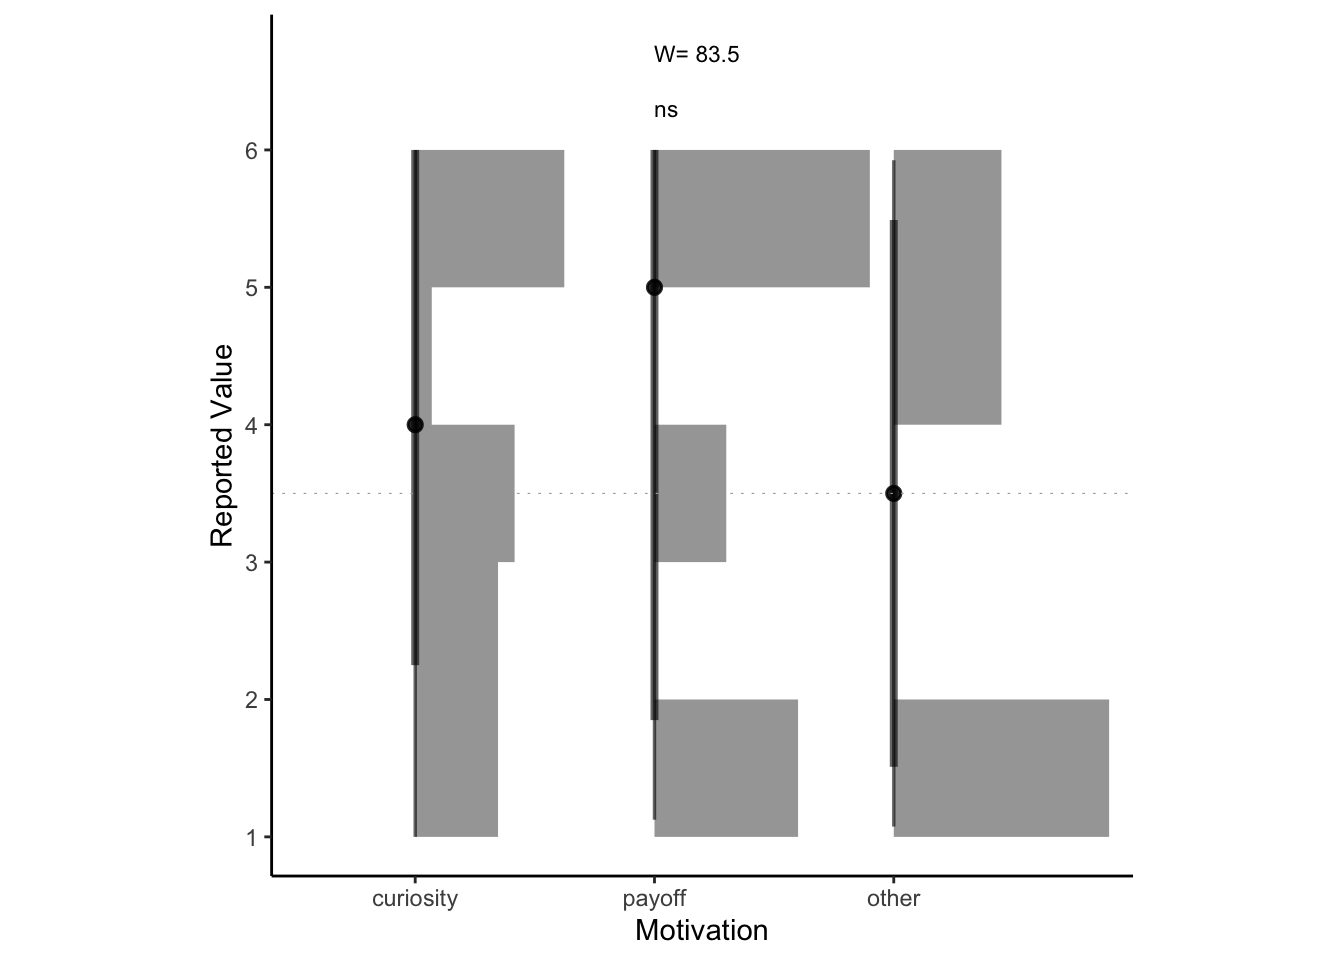 W= 83.5
ns
6
5
4
3
2
1
Reported Value
curiosity payoff other
Motivation